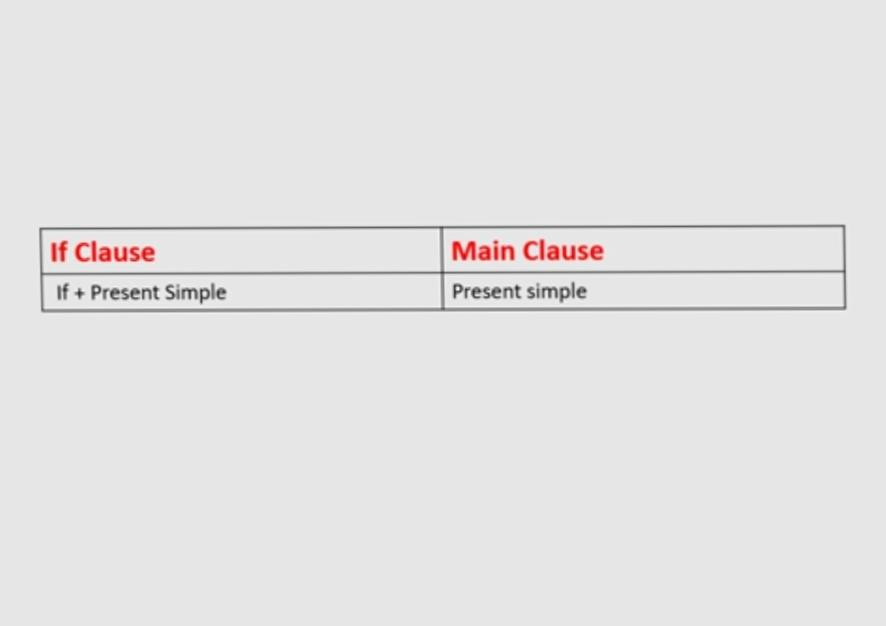 If Clause Main Clause
If + Present Simple Present simple